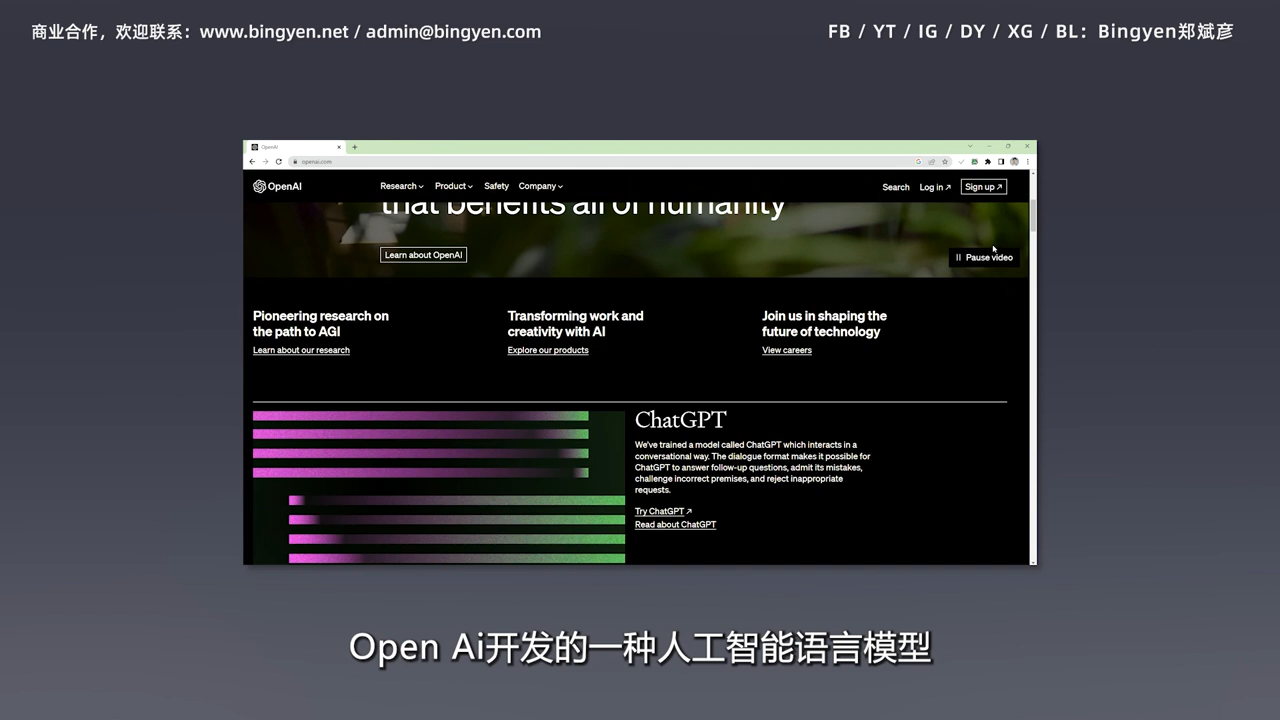 商业合作，欢迎联系：www.bingyen.net / admin@bingyen.com
FB / YT / IG / DY / XG / BL：Bingyen郑斌彦
OpenAI
openai.com
OpenAI
Research
Product
Safety
Company
Search
Log in ↗
Sign up ↗
that benefits all of humanity
Learn about OpenAI
Pause video
Pioneering research on
the path to AGI
Learn about our research
Transforming work and
creativity with AI
Explore our products
Join us in shaping the
future of technology
View careers
ChatGPT
We've trained a model called ChatGPT which interacts in a
conversational way. The dialogue format makes it possible for
ChatGPT to answer follow-up questions, admit its mistakes,
challenge incorrect premises, and reject inappropriate
requests.
Try ChatGPT ↗
Read about ChatGPT
Open Ai开发的一种人工智能语言模型